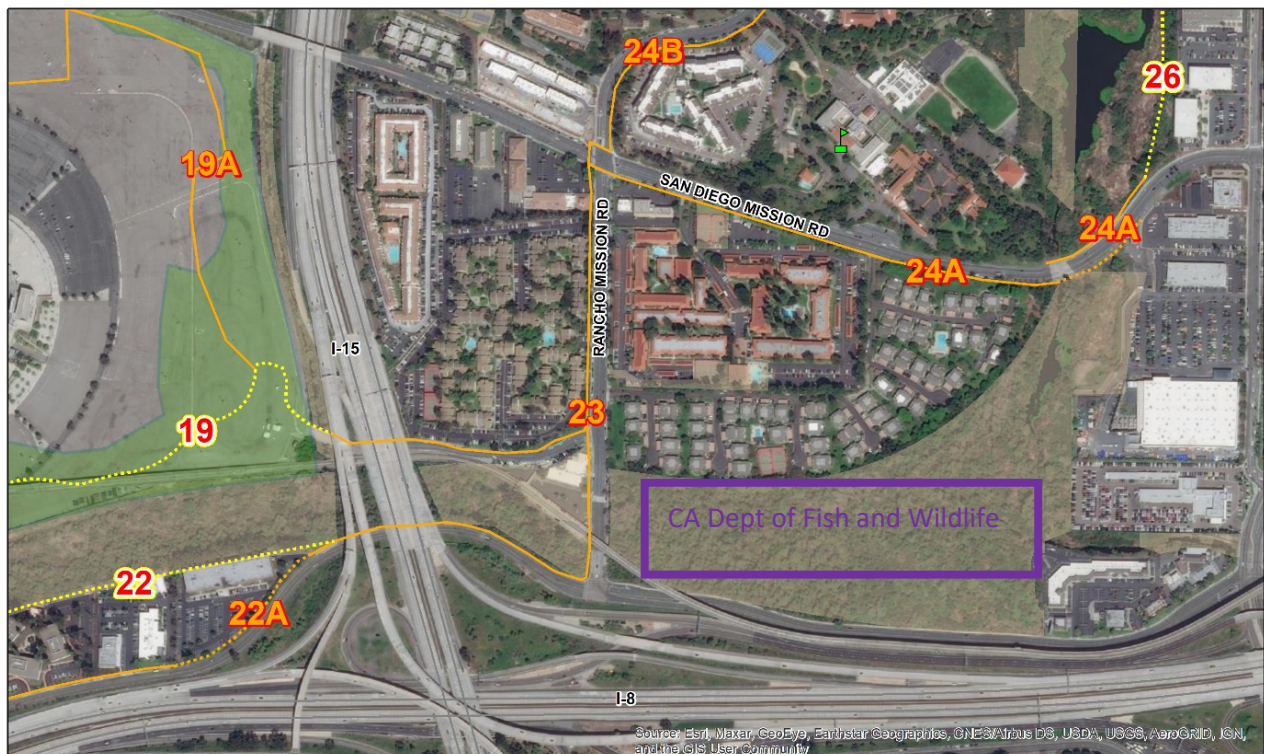 24B
26
19A
SAN DIEGO MISSION RD
24A
24A
RANCHO MISSION RD
I-15
23
19
CA Dept of Fish and Wildlife
22
22A
I-8
Source: Esri, Maxar, GeoEye, Earthstar Geographics, CNES/Airbus DS, USDA, USGS, AeroGRID, IGN,
and the GIS User Community